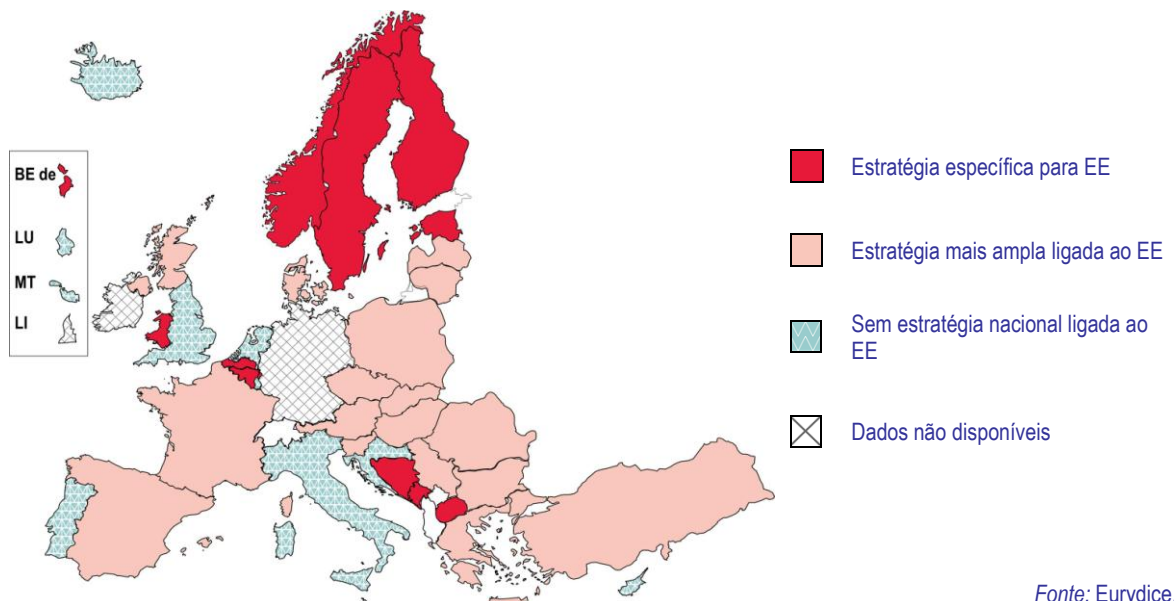 BE de
LU
MT
LI
Estratégia específica para EE
Estratégia mais ampla ligada ao EE
Sem estratégia nacional ligada ao
EE
Dados não disponíveis
Fonte: Eurydice